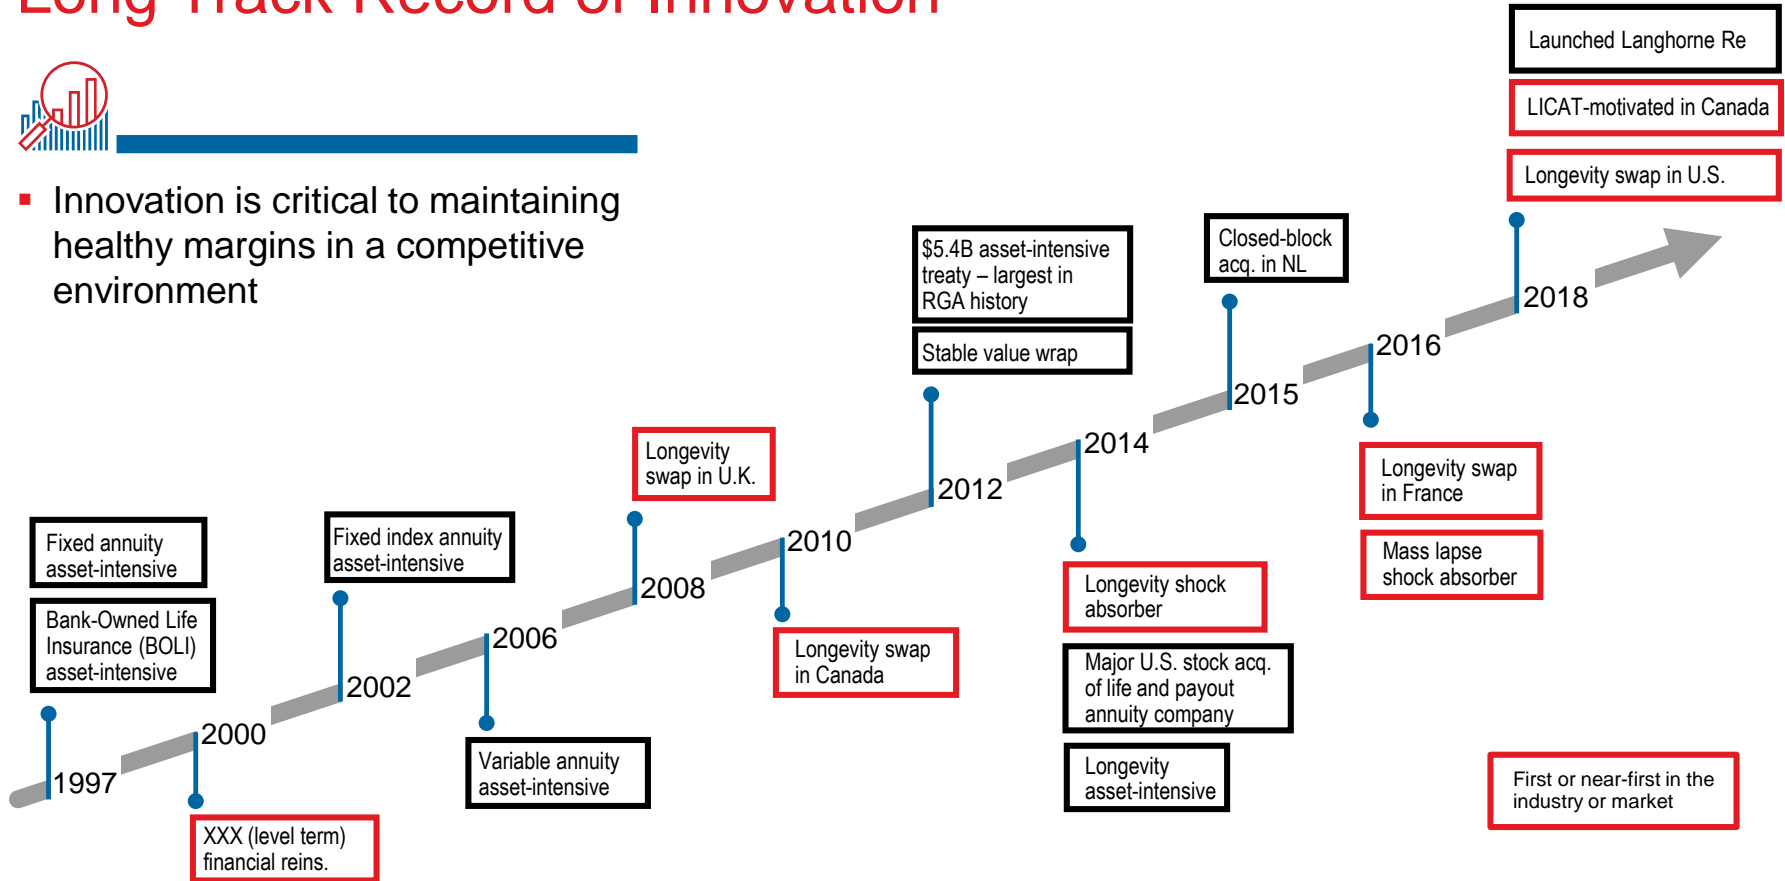 Long Track Record of Innovation
Innovation is critical to maintaining
healthy margins in a competitive
environment
Fixed annuity
asset-intensive
Bank-Owned Life
Insurance (BOLI)
asset-intensive
1997
2000
XXX (level term)
financial reins.
Fixed index annuity
asset-intensive
2002
2006
Variable annuity
asset-intensive
Longevity
swap in U.K.
2008
2010
Longevity swap
in Canada
$5.4B asset-intensive
treaty – largest in
RGA history
Stable value wrap
2012
2014
Longevity shock
absorber
Major U.S. stock acq.
of life and payout
annuity company
Longevity
asset-intensive
Closed-block
acq. in NL
2015
2016
Longevity swap
in France
Mass lapse
shock absorber
Launched Langhorne Re
LICAT-motivated in Canada
Longevity swap in U.S.
2018
First or near-first in the
industry or market